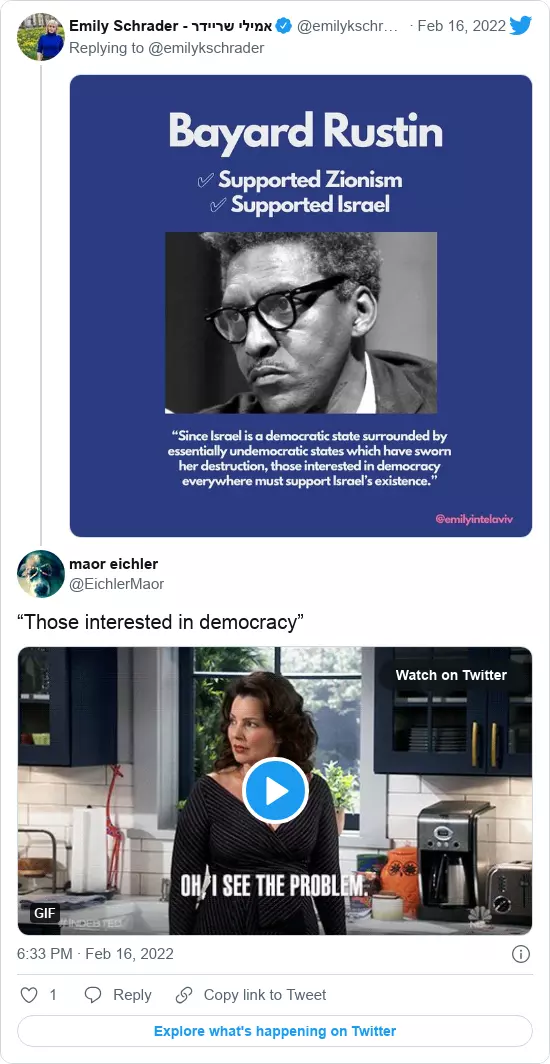 Emily Schrader - אמילי שריידר @emilykschr... · Feb 16, 2022
Replying to @emilykschrader
Bayard Rustin
✅ Supported Zionism
✅ Supported Israel
“Since Israel is a democratic state surrounded by
essentially undemocratic states which have sworn
her destruction, those interested in democracy
everywhere must support Israel’s existence.”
@emilyintelaviv
maor eichler
@EichlerMaor
“Those interested in democracy”
Watch on Twitter
OH, I SEE THE PROBLEM.
GIF
#INDEBTED
NBC
6:33 PM · Feb 16, 2022
1 Reply Copy link to Tweet
Explore what's happening on Twitter